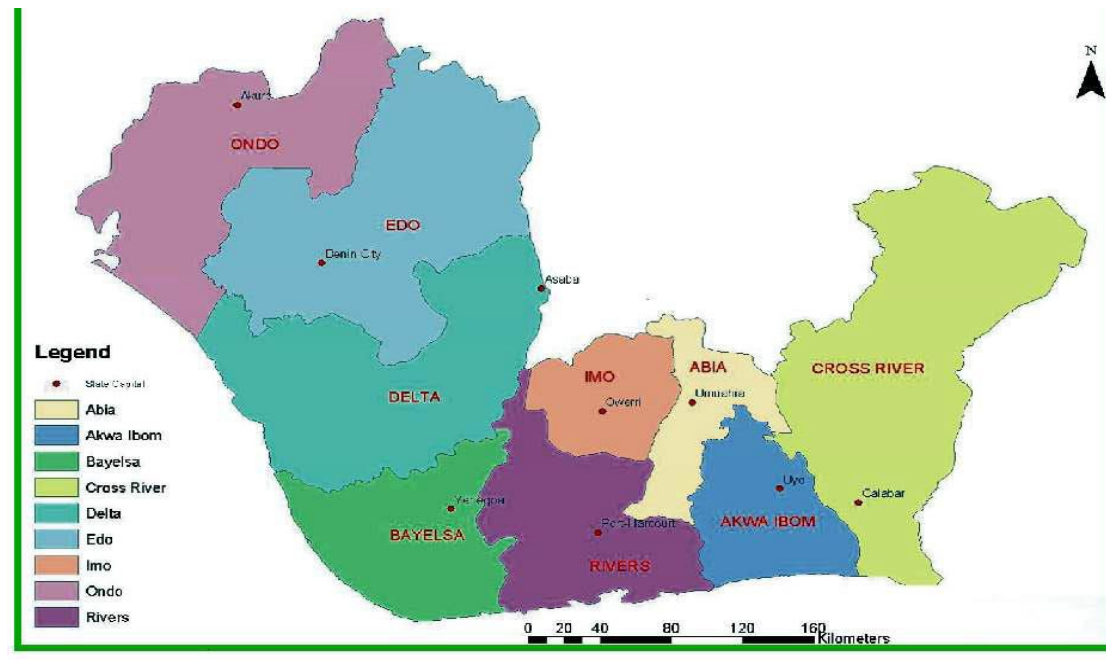 N
Akure
ONDO
EDO
Benin City
Asaba
Legend
State Capital
Abia
Akwa Ibom
Bayelsa
Cross River
Delta
Edo
Imo
Ondo
Rivers
IMO
Owerri
ABIA
Umuahia
CROSS RIVER
DELTA
Yenegoa
BAYELSA
Uyo
Calabar
AKWA IBOM
Port-Harcourt
RIVERS
0 20 40 80 120 160
Kilometers